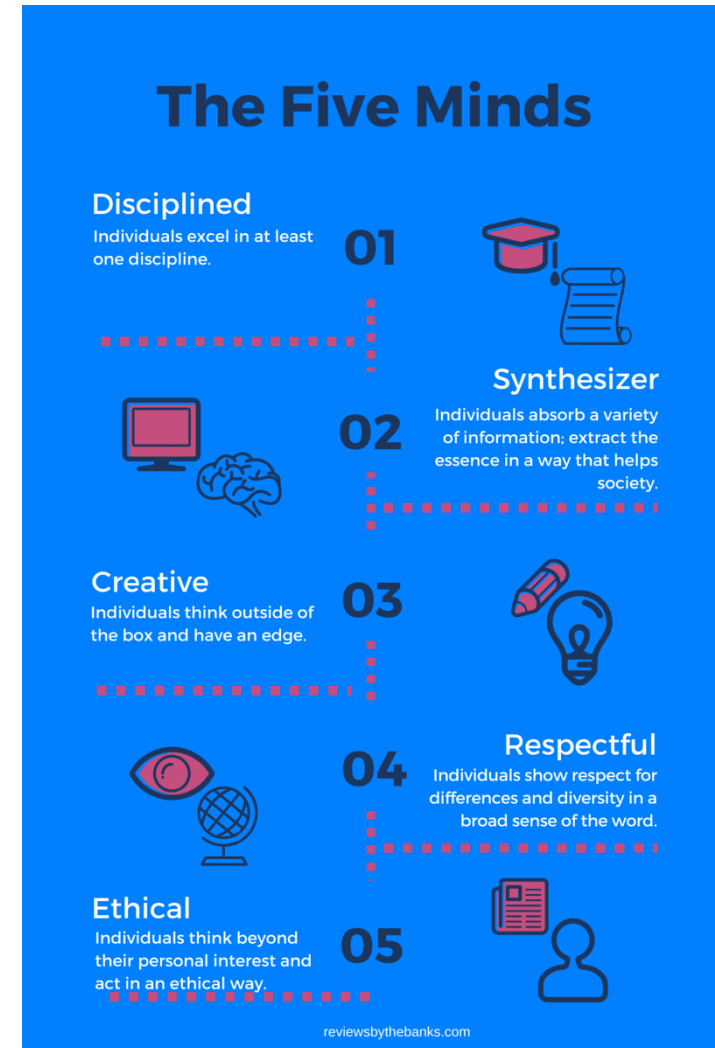 The Five Minds
Disciplined
Individuals excel in at least
one discipline.
01
Synthesizer
02
Individuals absorb a variety
of information; extract the
essence in a way that helps
society.
Creative
Individuals think outside of
the box and have an edge.
03
Respectful
04
Individuals show respect for
differences and diversity in a
broad sense of the word.
Ethical
Individuals think beyond
their personal interest and
act in an ethical way.
05
reviewsbythebanks.com